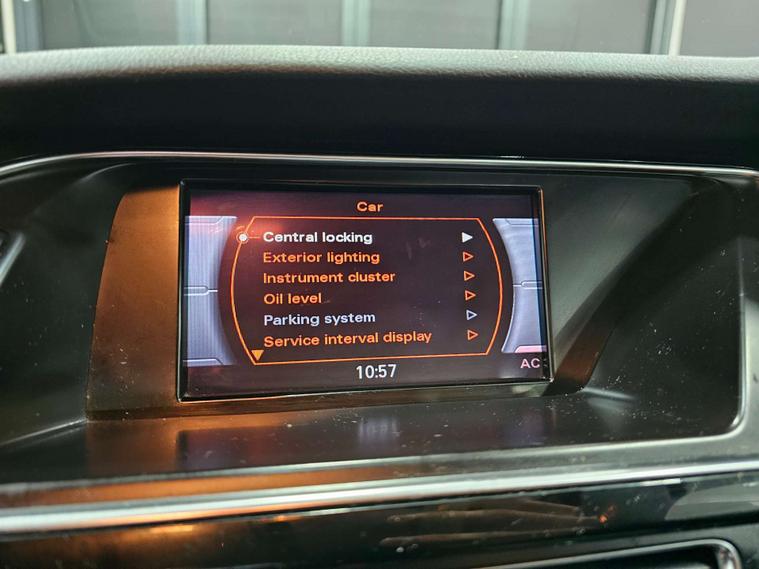 Car
Central locking
Exterior lighting
Instrument cluster
Oil level
Parking system
Service interval display
10:57
AC